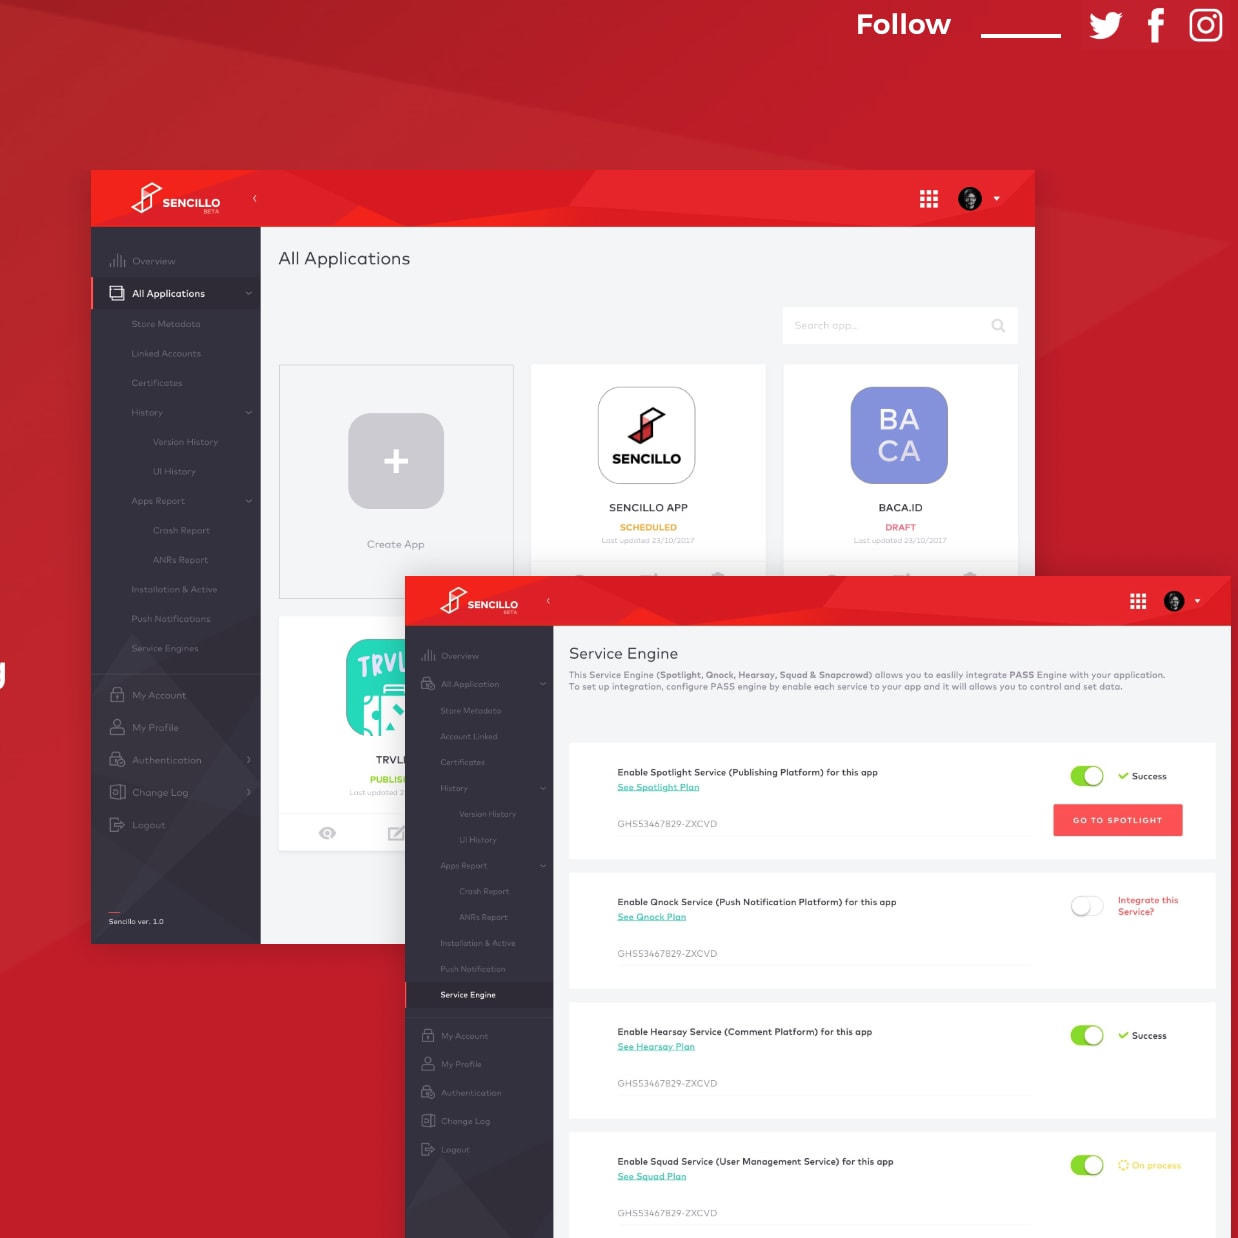 Follow
SENCILLO
BETA
Overview
All Applications
Store Metadata
Linked Accounts
Certificates
History
Version History
UI History
Apps Report
Crash Report
ANRs Report
Installation & Active
Push Notifications
Service Engines
My Account
My Profile
Authentication
Change Log
Logout
Sencillo ver. 1.0
All Applications
Search app...
Create App
SENCILLO
SENCILLO APP
SCHEDULED
Last updated 23/10/2017
BA
CA
BACA.ID
DRAFT
Last updated 23/10/2017
SENCILLO
BETA
Overview
All Application
Store Metadata
Account Linked
Certificates
History
Version History
UI History
Apps Report
Crash Report
ANRs Report
Installation & Active
Push Notification
Service Engine
My Account
My Profile
Authentication
Change Log
Logout
Service Engine
This Service Engine (Spotlight, Qnock, Hearsay, Squad & Snapcrowd) allows you to easlily integrate PASS Engine with your application.
To set up integration, configure PASS engine by enable each service to your app and it will allows you to control and set data.
Enable Spotlight Service (Publishing Platform) for this app
See Spotlight Plan
GHS53467829-ZXCVD
Success
GO TO SPOTLIGHT
Enable Qnock Service (Push Notification Platform) for this app
See Qnock Plan
GHS53467829-ZXCVD
Integrate this
Service?
Enable Hearsay Service (Comment Platform) for this app
See Hearsay Plan
GHS53467829-ZXCVD
Success
Enable Squad Service (User Management Service) for this app
See Squad Plan
GHS53467829-ZXCVD
On process